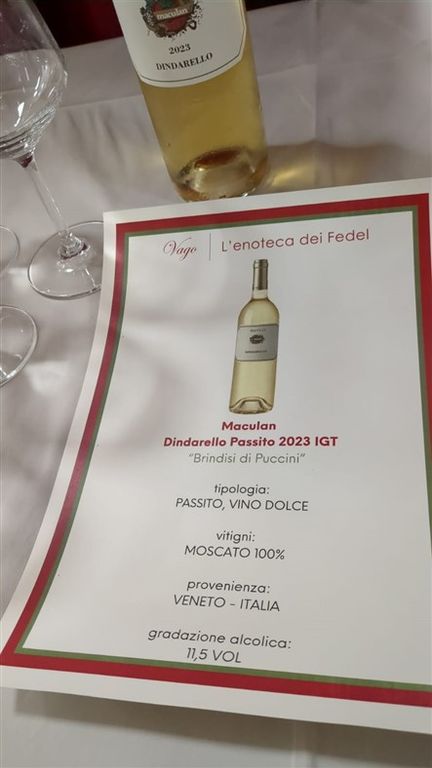 maculan
2023
DINDARELLO
Vago | L'enoteca dei Fedel
DINDARELLO
Maculan
Dindarello Passito 2023 IGT
"Brindisi di Puccini"
tipologia:
PASSITO, VINO DOLCE
vitigni:
MOSCATO 100%
provenienza:
VENETO - ITALIA
gradazione alcolica:
11,5 VOL